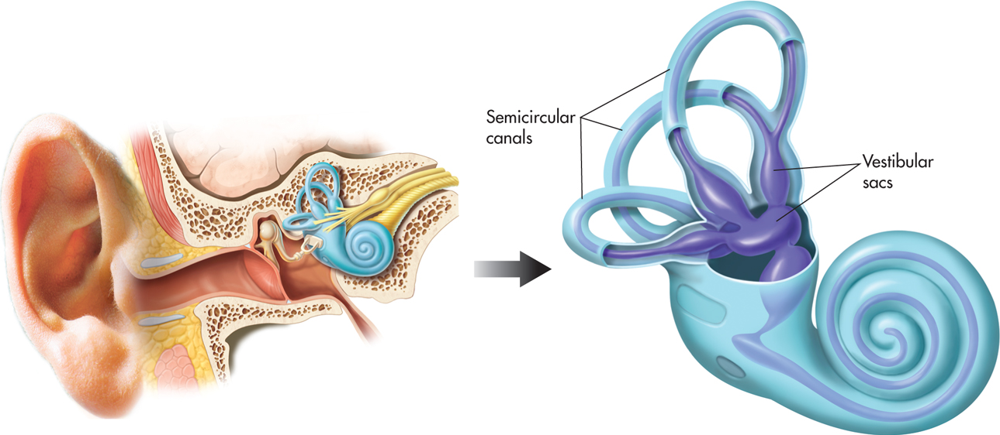 Semicircular
canals
Vestibular
sacs